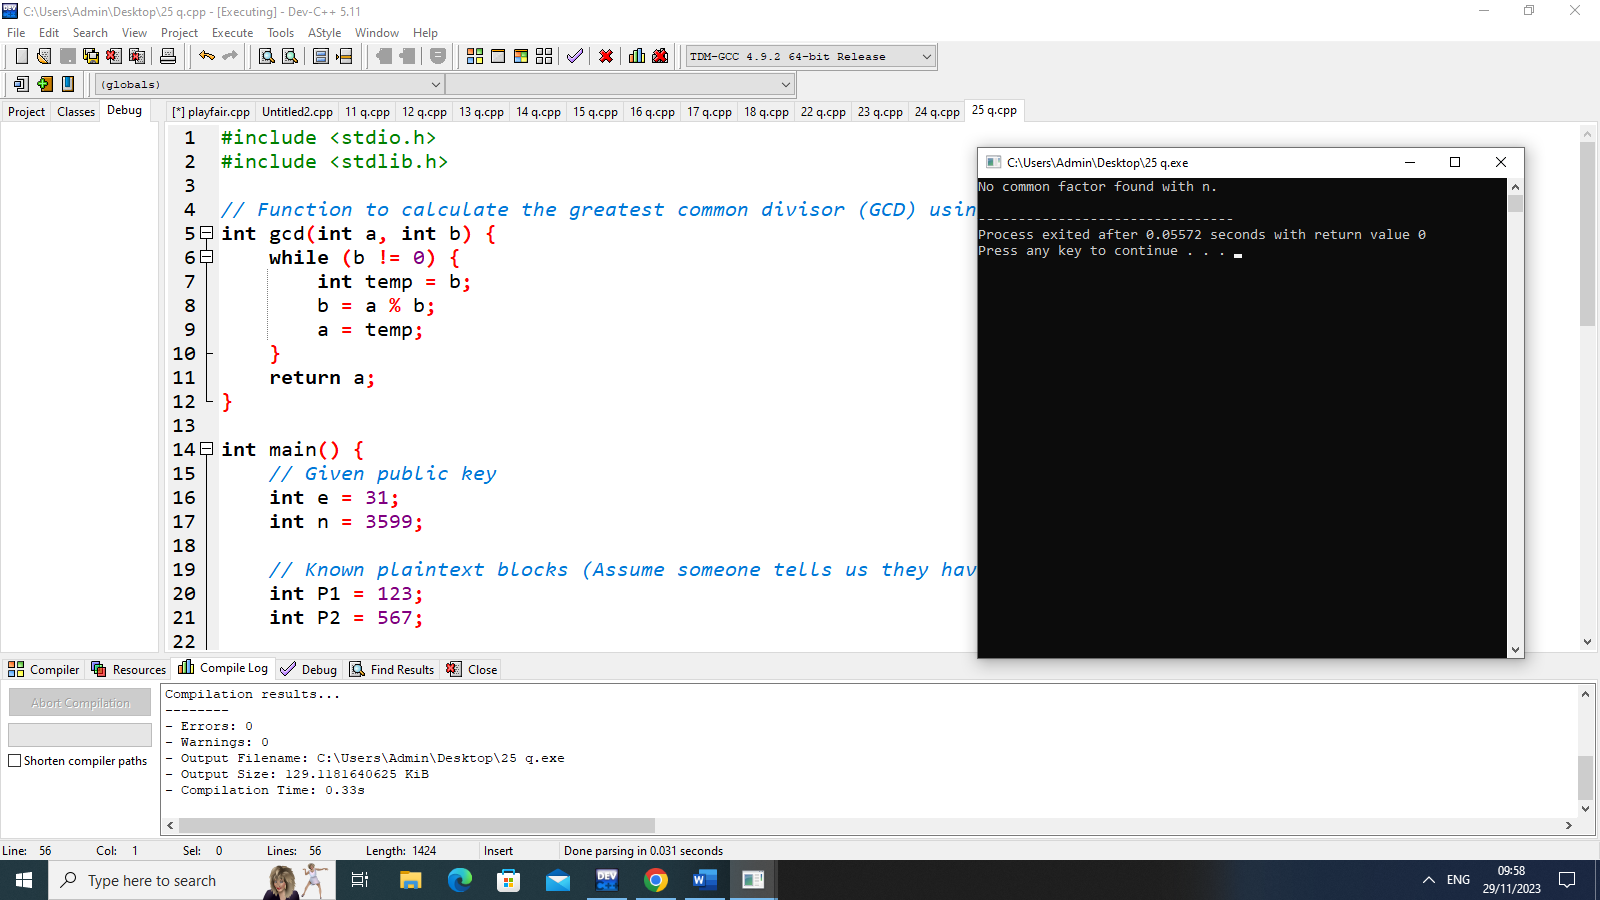 C:\Users\Admin\Desktop\25 q.cpp - [Executing] - Dev-C++ 5.11
File Edit Search View Project Execute Tools AStyle Window Help
TDM-GCC 4.9.2 64-bit Release
(globals)
Project Classes Debug
[*] playfair.cpp Untitled2.cpp 11 q.cpp 12 q.cpp 13 q.cpp 14 q.cpp 15 q.cpp 16 q.cpp 17 q.cpp 18 q.cpp 22 q.cpp 23 q.cpp 24 q.cpp 25 q.cpp
1 #include <stdio.h>
2 #include <stdlib.h>
3
4 // Function to calculate the greatest common divisor (GCD) usin
5 int gcd(int a, int b) {
6 while (b != 0) {
7 int temp = b;
8 b = a % b;
9 a = temp;
10 }
11 return a;
12 }
13
14 int main() {
15 // Given public key
16 int e = 31;
17 int n = 3599;
18
19 // Known plaintext blocks (Assume someone tells us they hav
20 int P1 = 123;
21 int P2 = 567;
22
C:\Users\Admin\Desktop\25 q.exe
No common factor found with n.
--------------------------------
Process exited after 0.05572 seconds with return value 0
Press any key to continue . . .
Compiler Resources Compile Log Debug Find Results Close
Abort Compilation
Shorten compiler paths
Compilation results...
--------
- Errors: 0
- Warnings: 0
- Output Filename: C:\Users\Admin\Desktop\25 q.exe
- Output Size: 129.1181640625 KiB
- Compilation Time: 0.33s
Line: 56 Col: 1 Sel: 0 Lines: 56 Length: 1424 Insert Done parsing in 0.031 seconds
Type here to search
DEV
W
ENG
09:58
29/11/2023